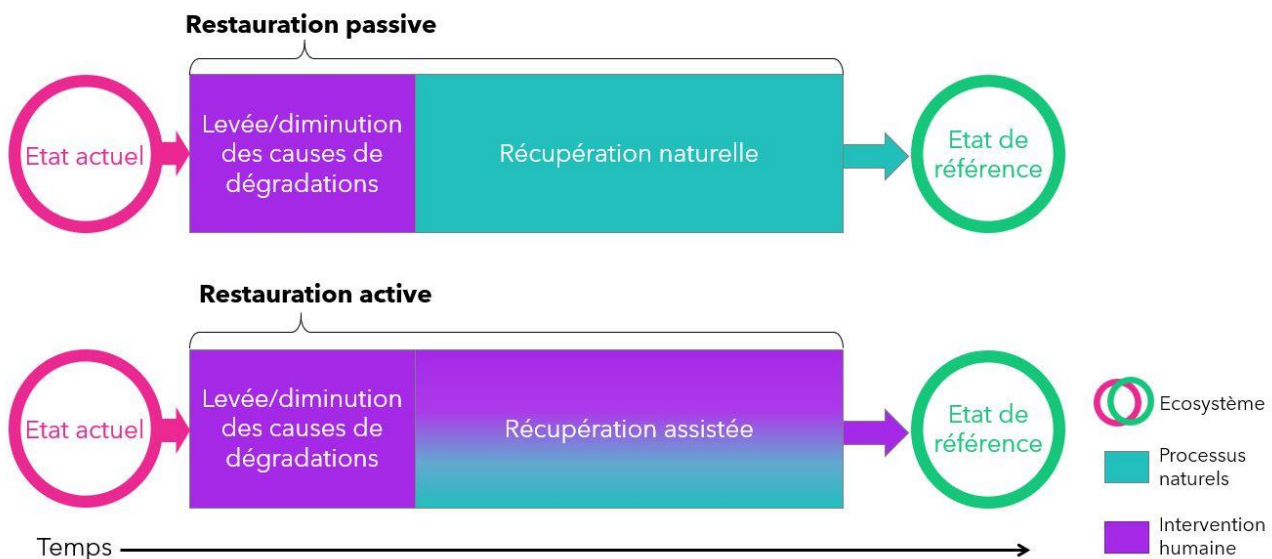 Restauration passive
Etat actuel
Levée/diminution
des causes de
dégradations
Récupération naturelle
Etat de
référence
Restauration active
Etat actuel
Levée/diminution
des causes de
dégradations
Récupération assistée
Etat de
référence
Ecosystème
Processus
naturels
Intervention
humaine
Temps